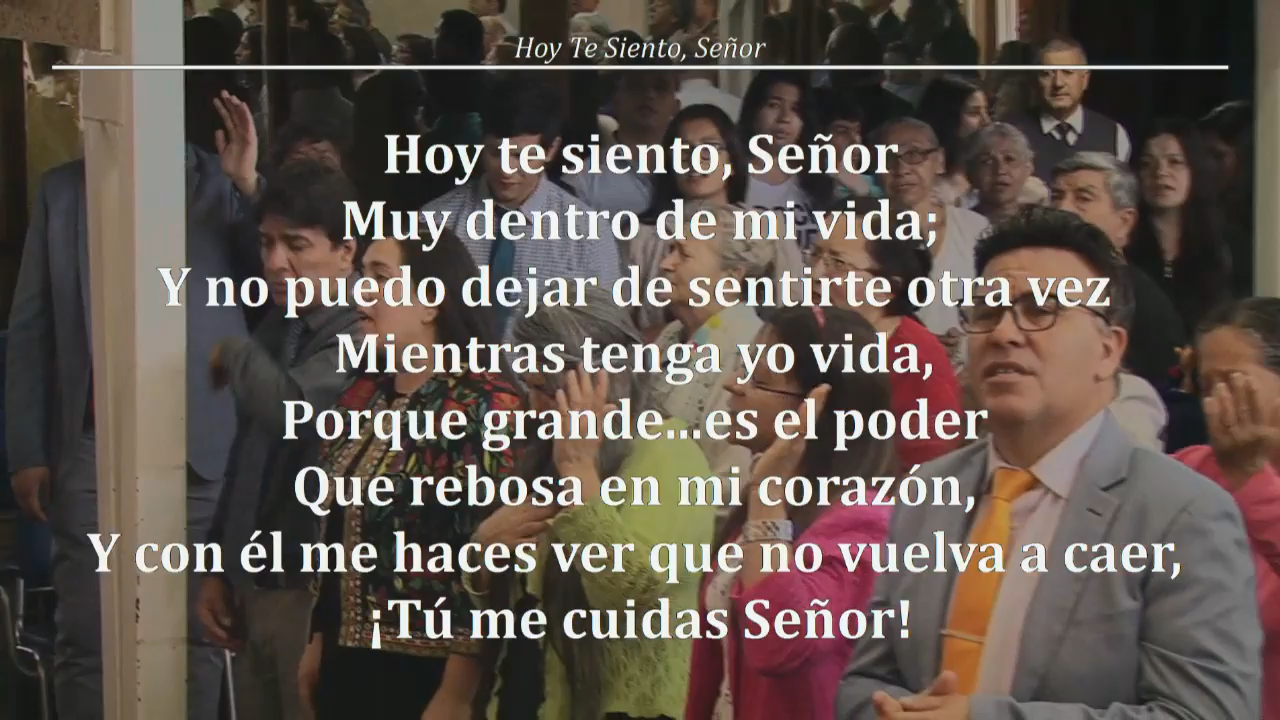 Hoy Te Siento, Señor
Hoy te siento, Señor
Muy dentro de mi vida;
Y no puedo dejar de sentirte otra vez
Mientras tenga yo vida,
Porque grande...es el poder
Que rebosa en mi corazón,
Y con él me haces ver que no vuelva a caer,
¡Tú me cuidas Señor!